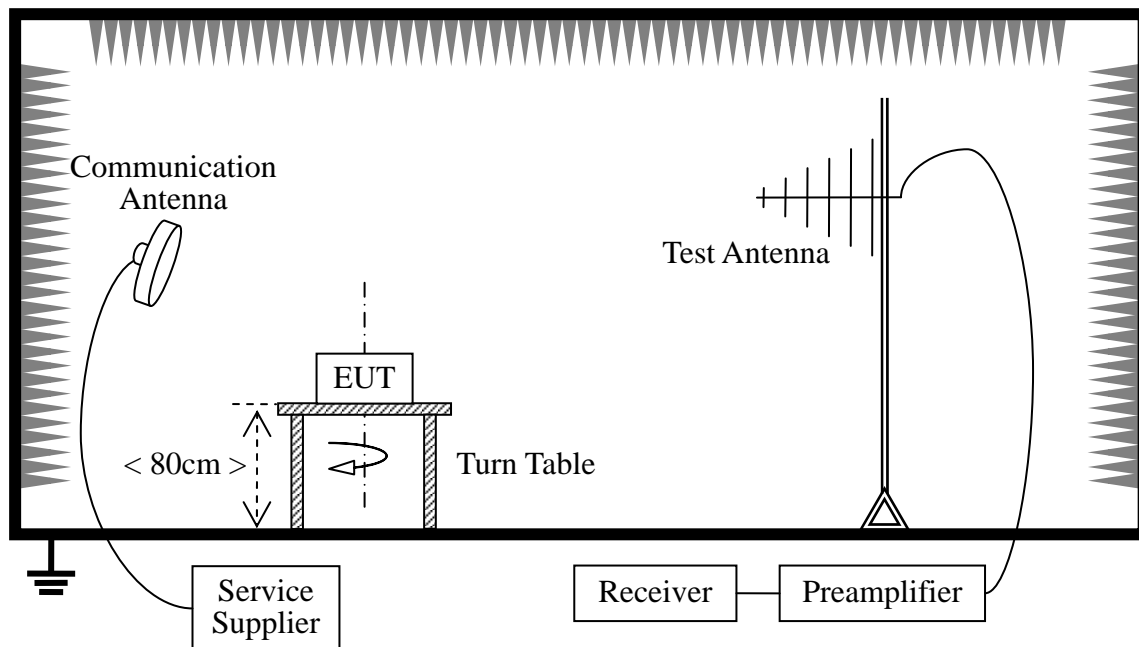 Communication
Antenna
Test Antenna
EUT
< 80cm >
Turn Table
Service
Supplier
Receiver
Preamplifier